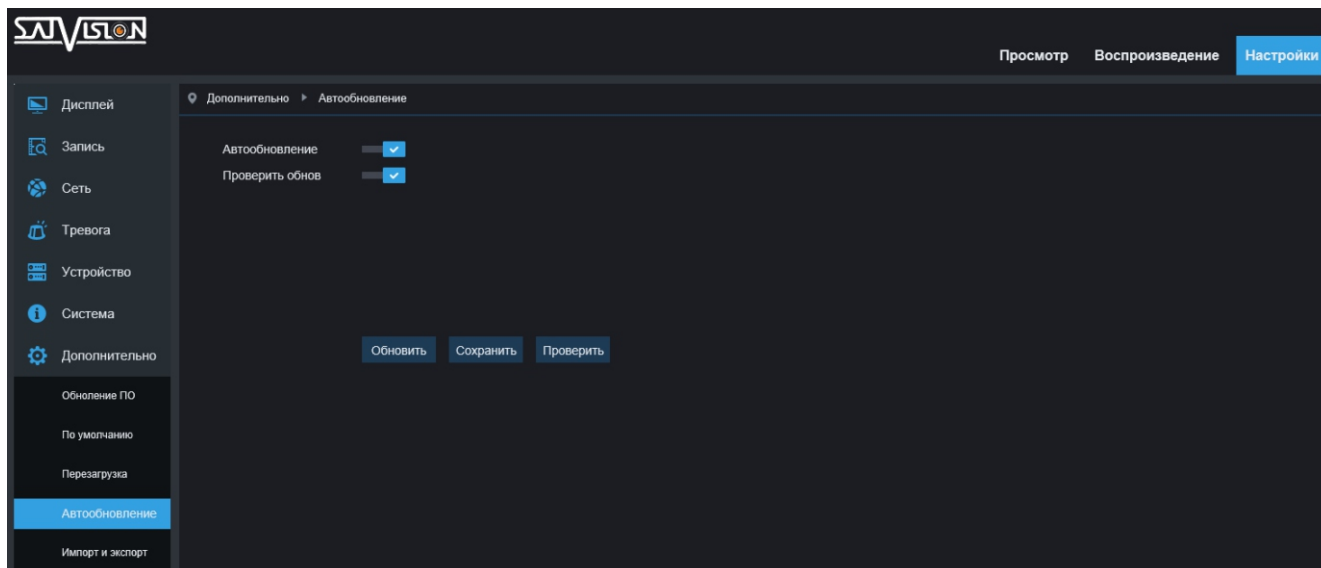 SATVISION
Просмотр Воспроизведение Настройки
Дисплей
Дополнительно Автообновление
Запись
Автообновление
Проверить обнов
Сеть
Тревога
Устройство
Система
Обновить Сохранить Проверить
Дополнительно
Обноление ПО
По умолчанию
Перезагрузка
Автообновление
Импорт и экспорт